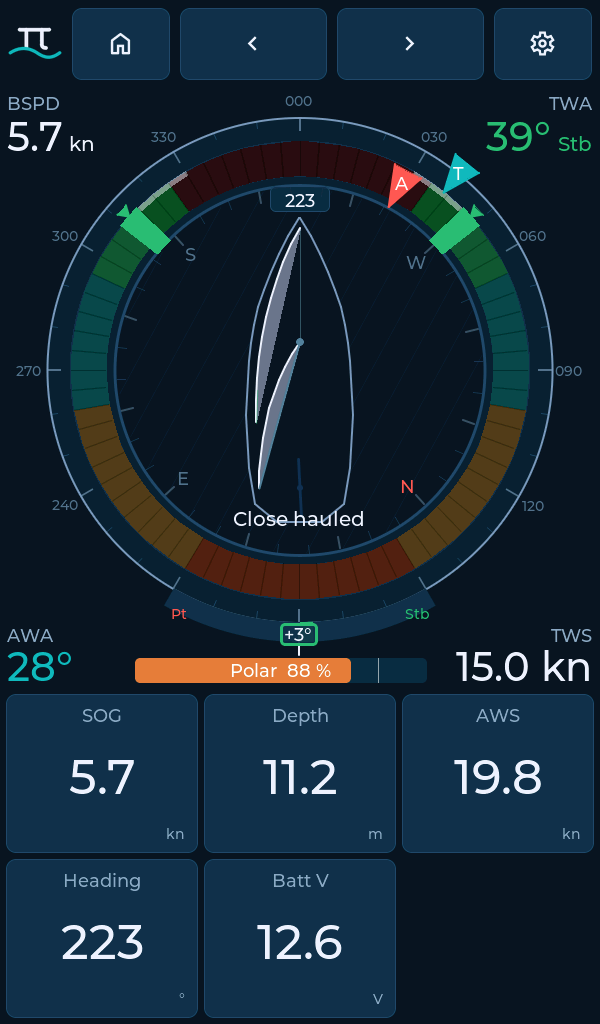 BSPD
5.7 kn
TWA
39° Stb
000
330
030
A
T
223
300
060
S
W
270
090
E
N
240
120
Close hauled
Pt
Stb
+3°
AWA
28°
TWS
15.0 kn
Polar 88 %
SOG
5.7
kn
Depth
11.2
m
AWS
19.8
kn
Heading
223
°
Batt V
12.6
V